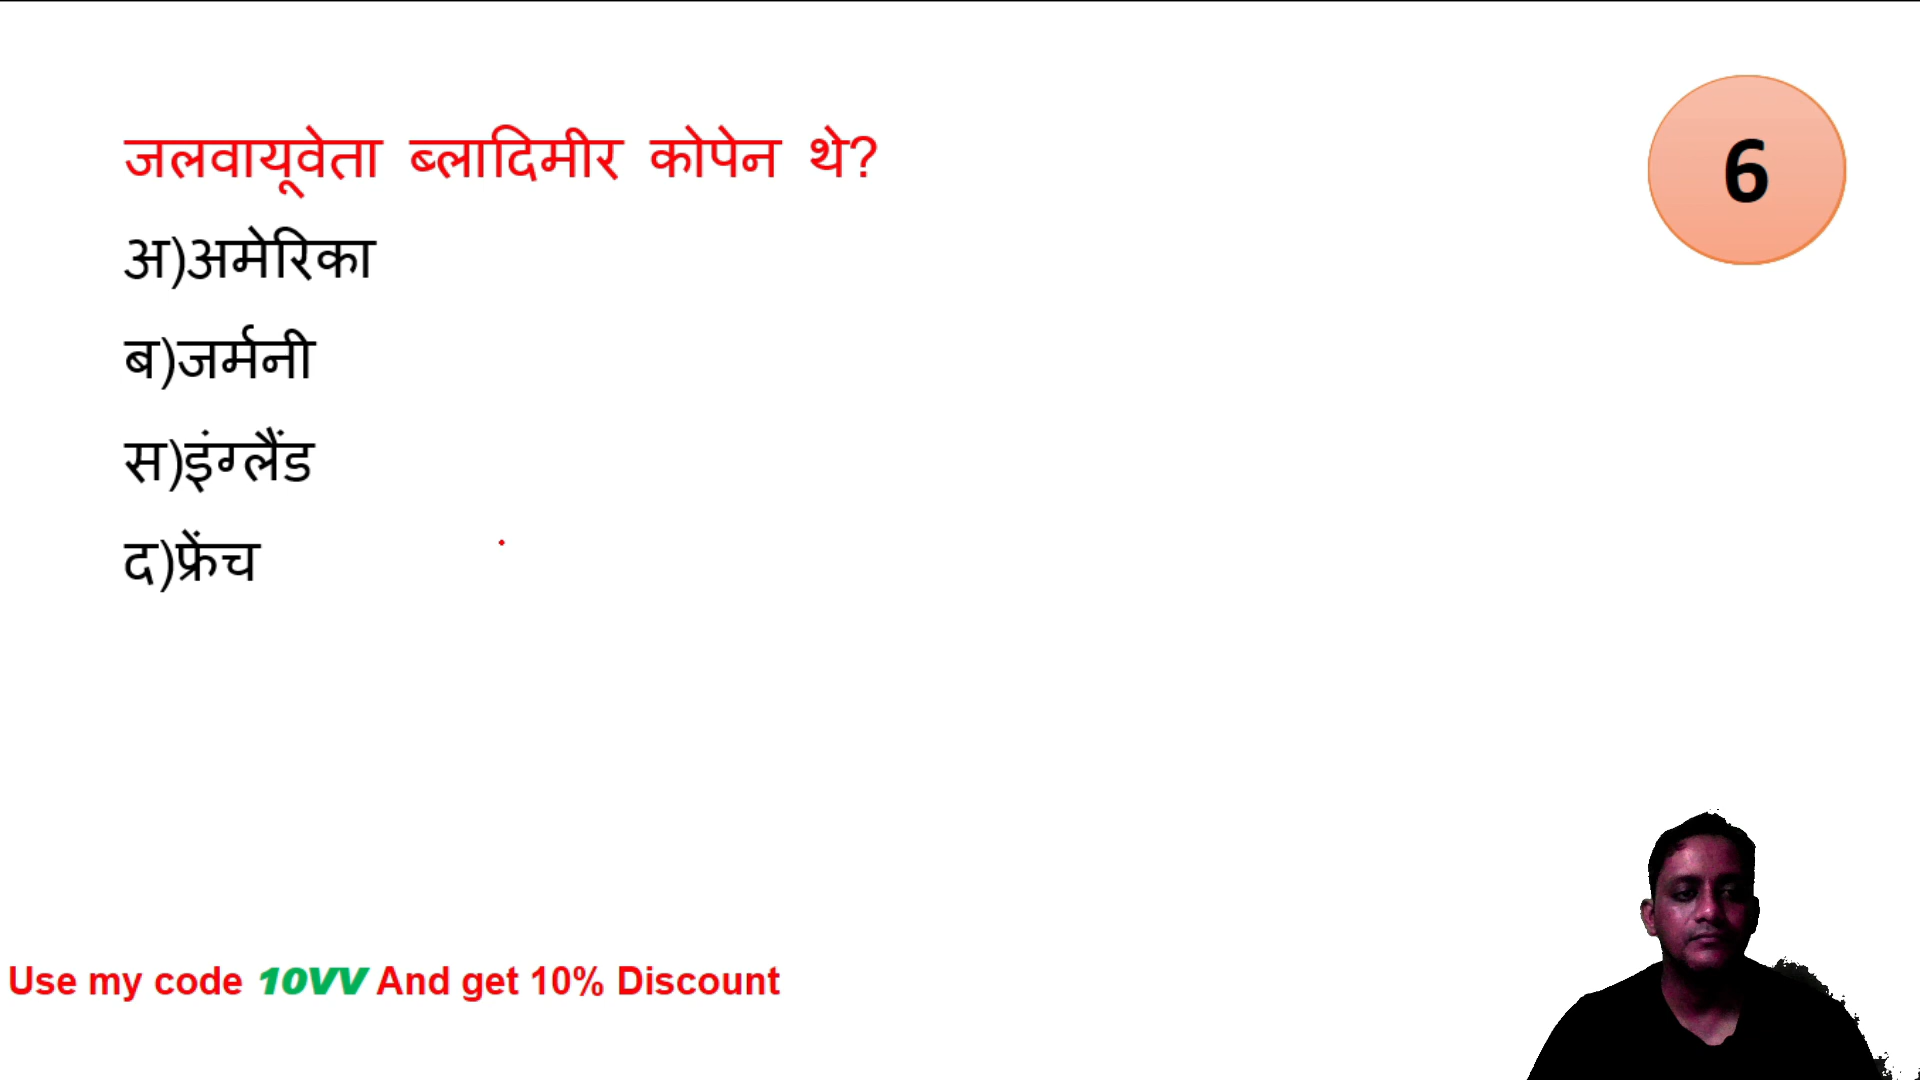 जलवायूवेता ब्लादिमीर कोपेन थे?
6
अ)अमेरिका
ब)जर्मनी
स)इंग्लैंड
द)फ्रेंच
Use my code 10VV And get 10% Discount